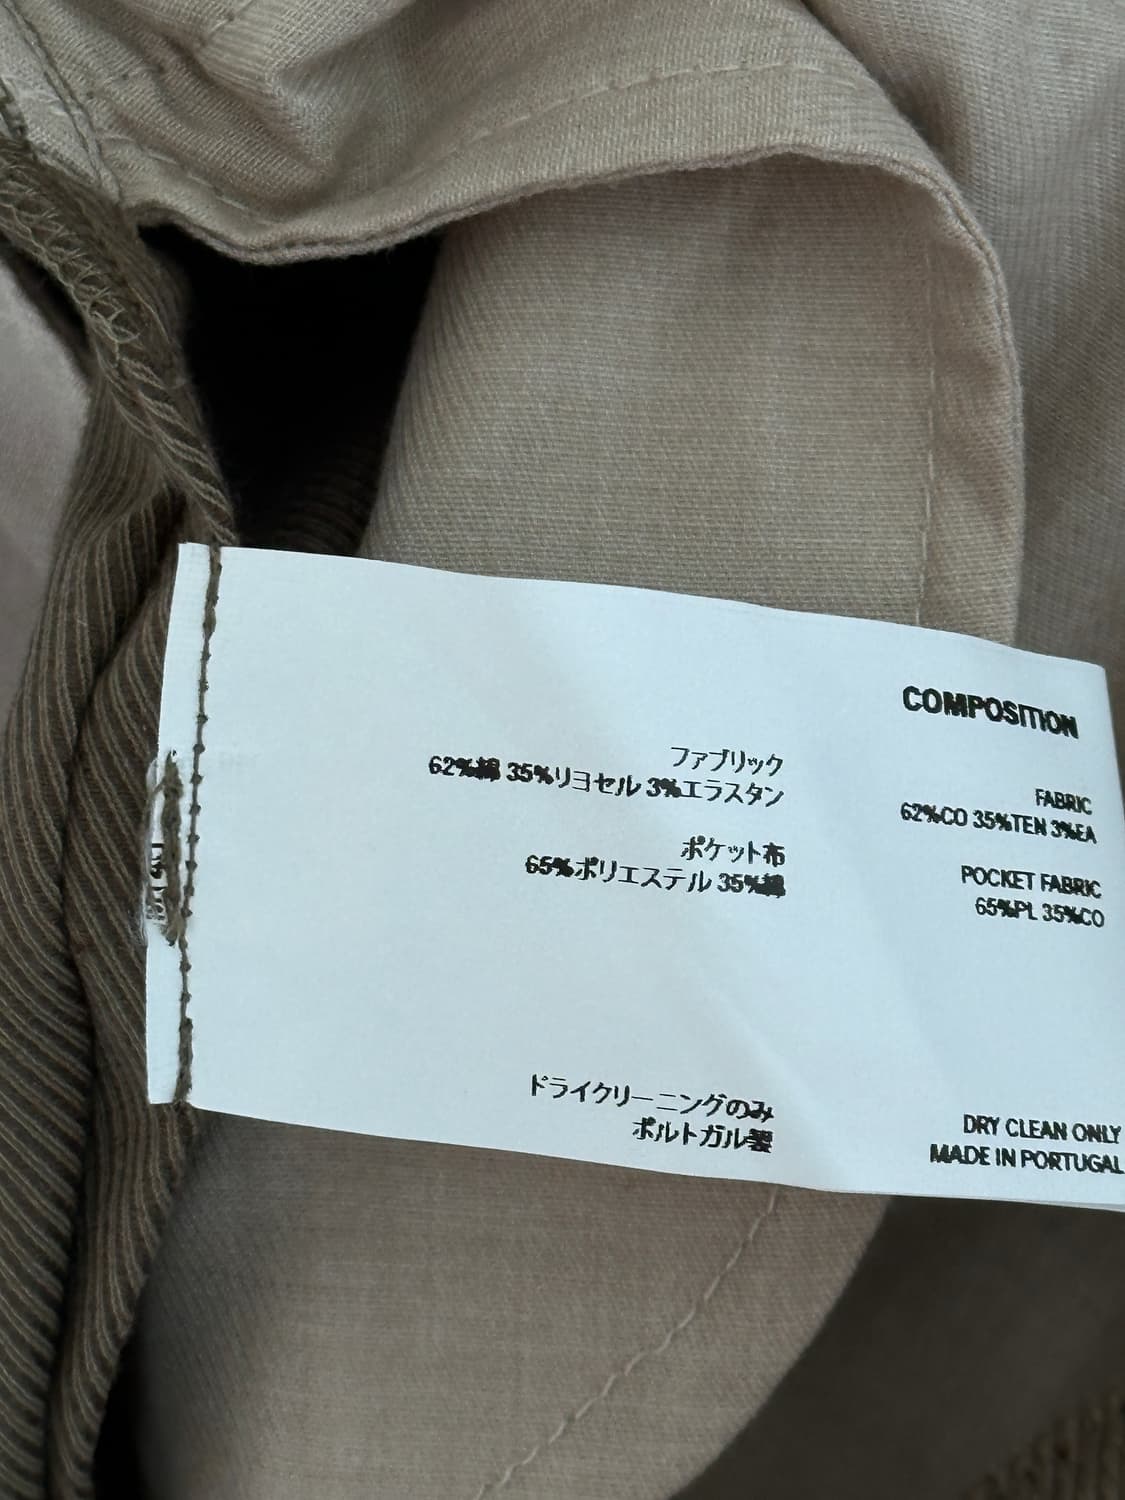 COMPOSITION
ファブリック
62%綿 35%リヨセル 3%エラスタン
ポケット布
65%ポリエステル 35%綿
ドライクリーニングのみ
ポルトガル製
FABRIC
62%CO 35%TEN 3%EA
POCKET FABRIC
65%PL 35%CO
DRY CLEAN ONLY
MADE IN PORTUGAL